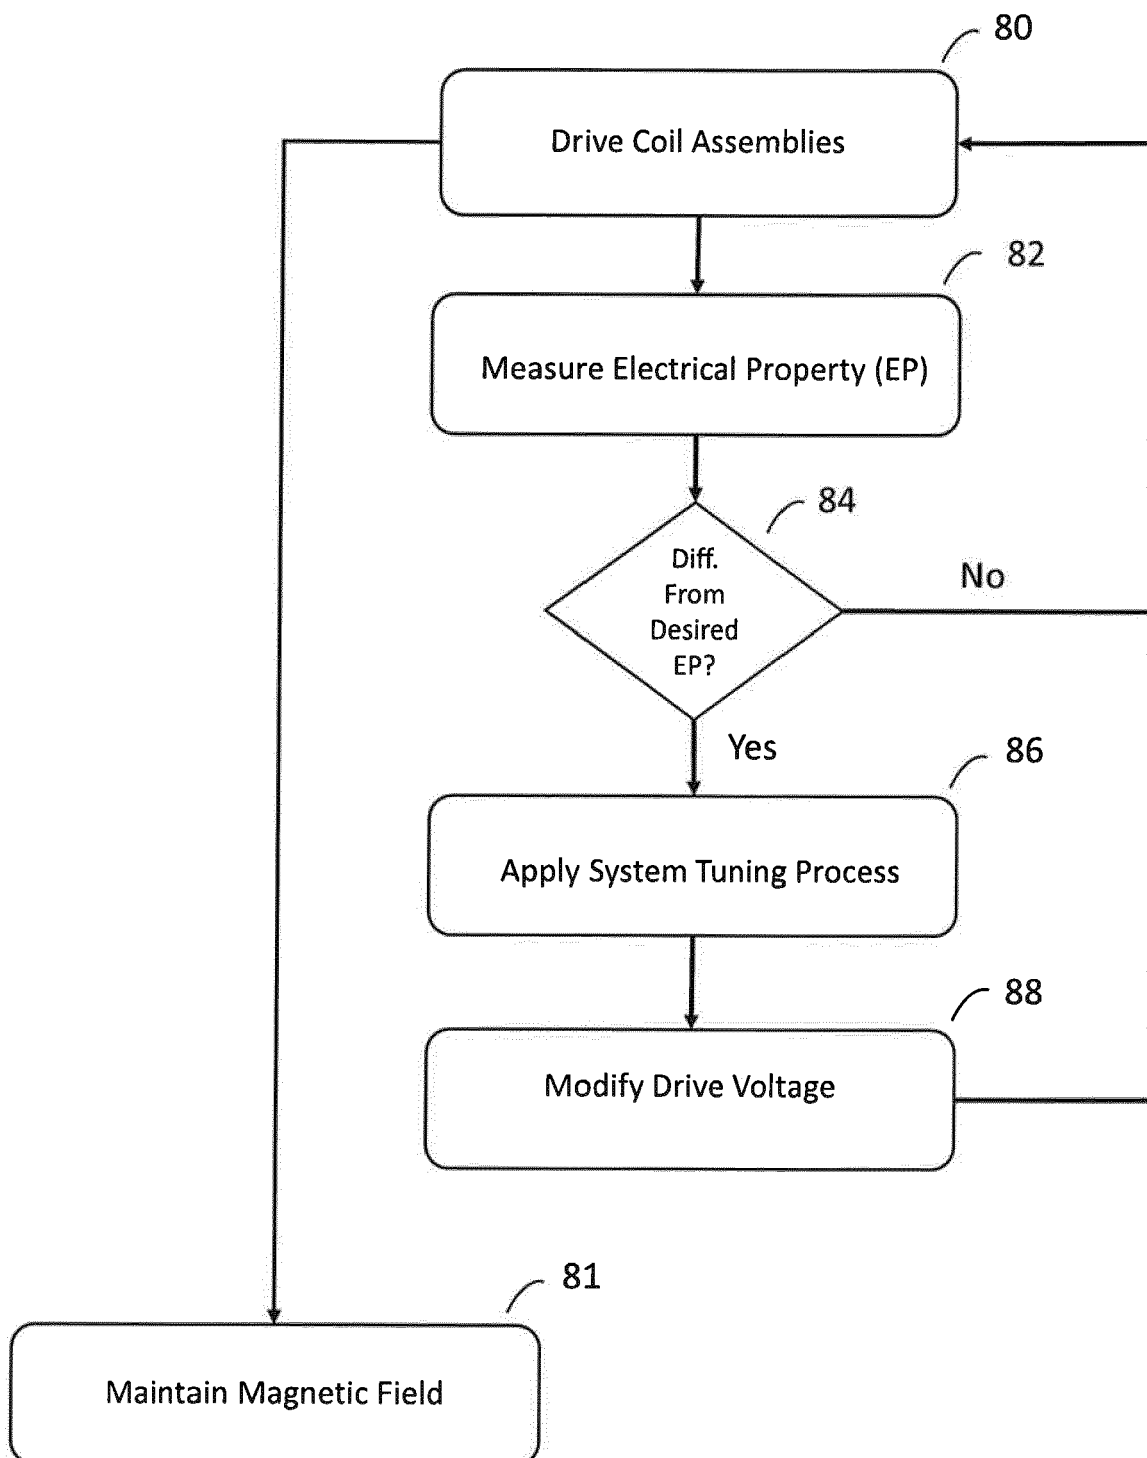 80
Drive Coil Assemblies
82
Measure Electrical Property (EP)
84
Diff.
From
Desired
EP?
No
Yes
86
Apply System Tuning Process
88
Modify Drive Voltage
81
Maintain Magnetic Field